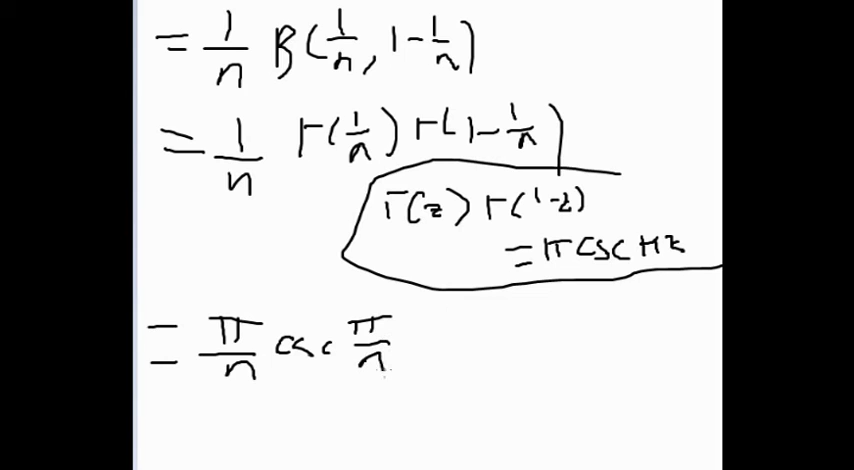 = 1/n B(1/n, 1-1/n)
= 1/n Γ(1/n) Γ(1-1/n)
Γ(z) Γ(1-z)
= π csc πz
= π/n csc π/n